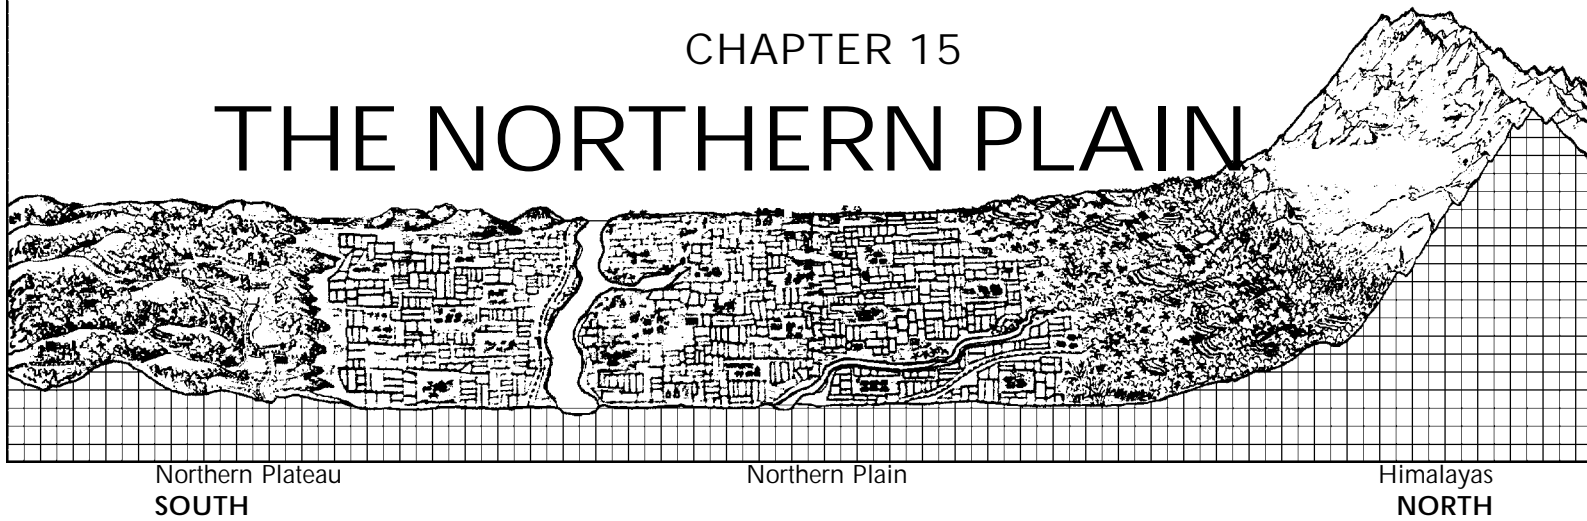 CHAPTER 15
THE NORTHERN PLAIN
Northern Plateau Northern Plain Himalayas
SOUTH NORTH